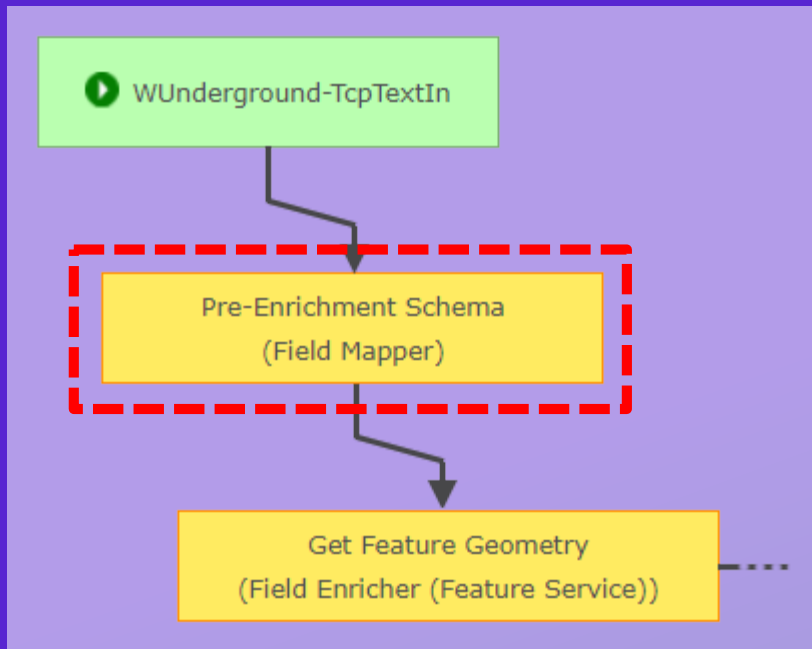 WUnderground-TcpTextIn
Pre-Enrichment Schema
(Field Mapper)
Get Feature Geometry
(Field Enricher (Feature Service))